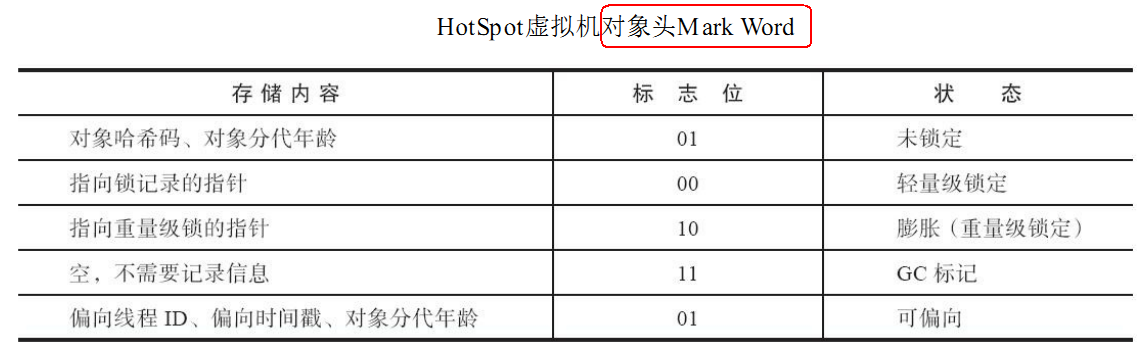 HotSpot虚拟机对象头Mark Word
存储内容 标志位 状态
对象哈希码、对象分代年龄 01 未锁定
指向锁记录的指针 00 轻量级锁定
指向重量级锁的指针 10 膨胀（重量级锁定）
空，不需要记录信息 11 GC 标记
偏向线程 ID、偏向时间戳、对象分代年龄 01 可偏向